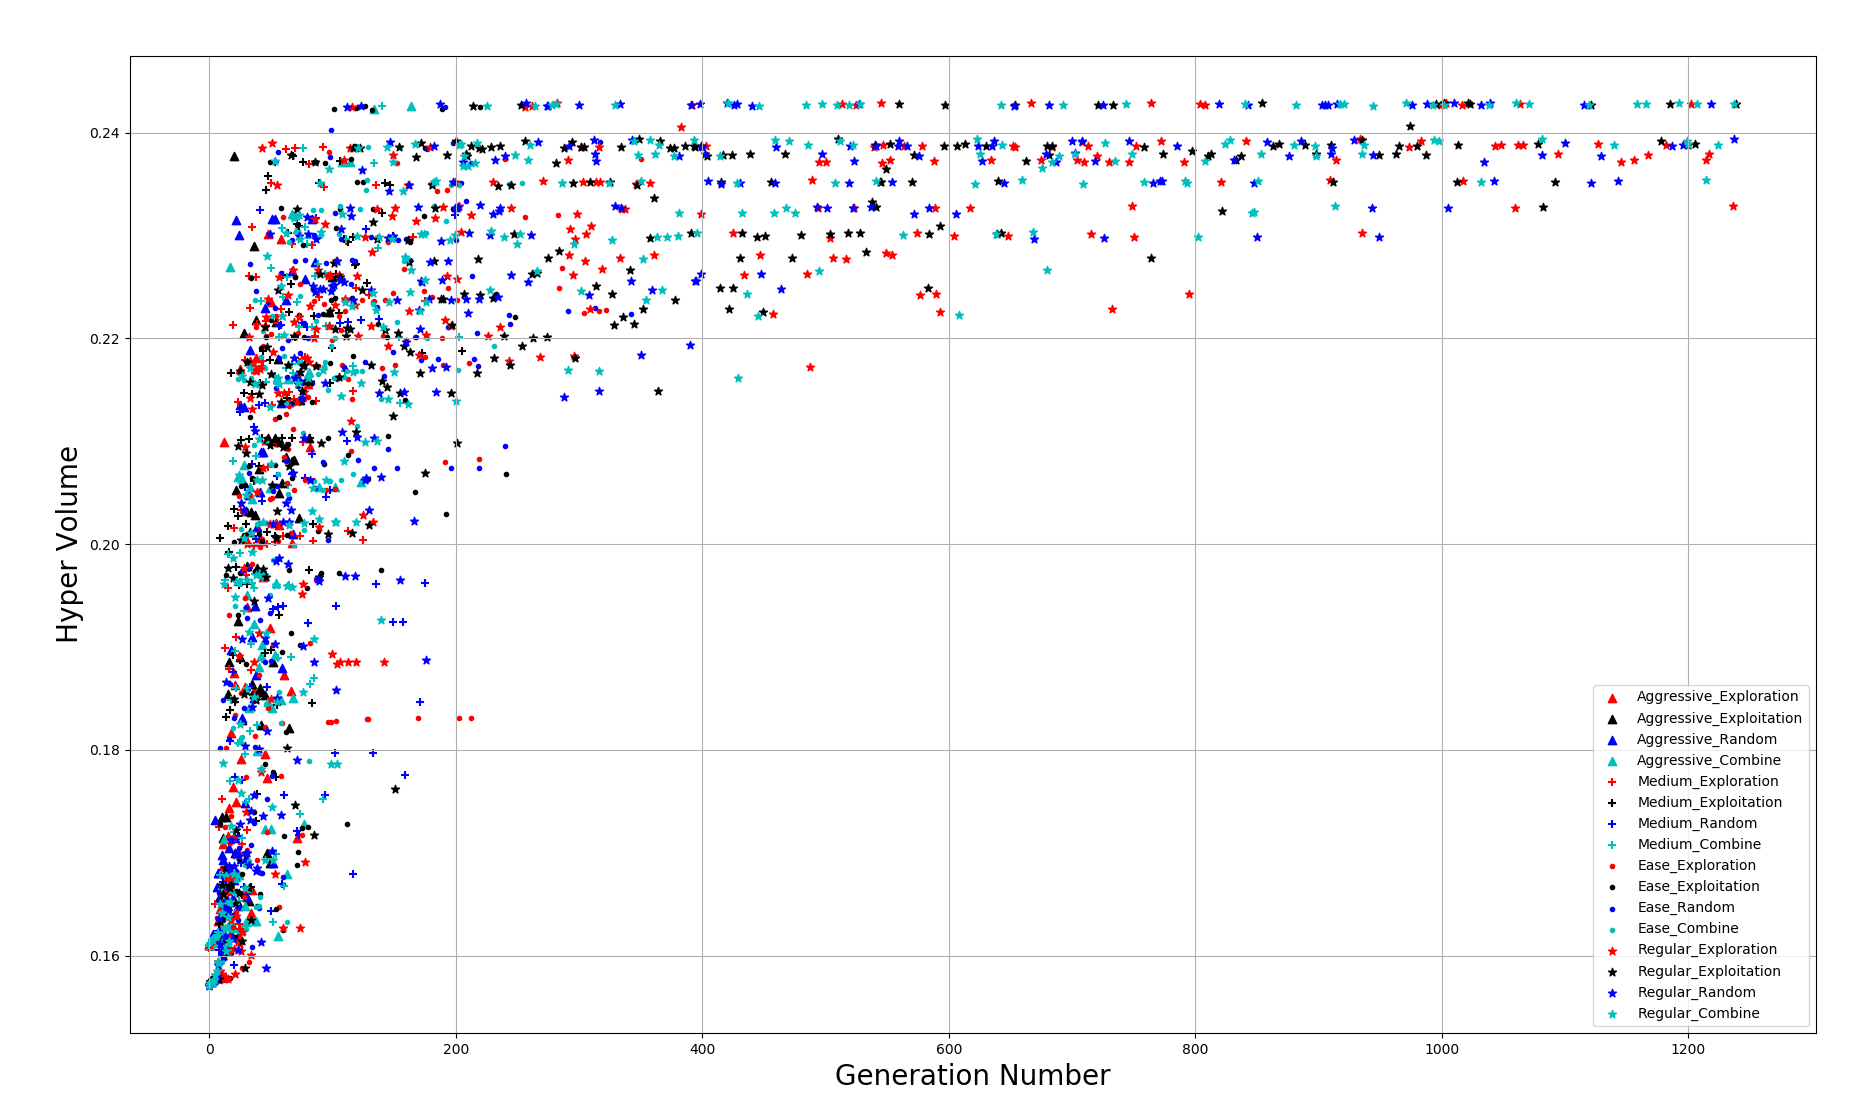 Hyper Volume
0.24
0.22
0.20
0.18
0.16
0
200
400
600
800
1000
1200
Generation Number
Aggressive_Exploration
Aggressive_Exploitation
Aggressive_Random
Aggressive_Combine
Medium_Exploration
Medium_Exploitation
Medium_Random
Medium_Combine
Ease_Exploration
Ease_Exploitation
Ease_Random
Ease_Combine
Regular_Exploration
Regular_Exploitation
Regular_Random
Regular_Combine